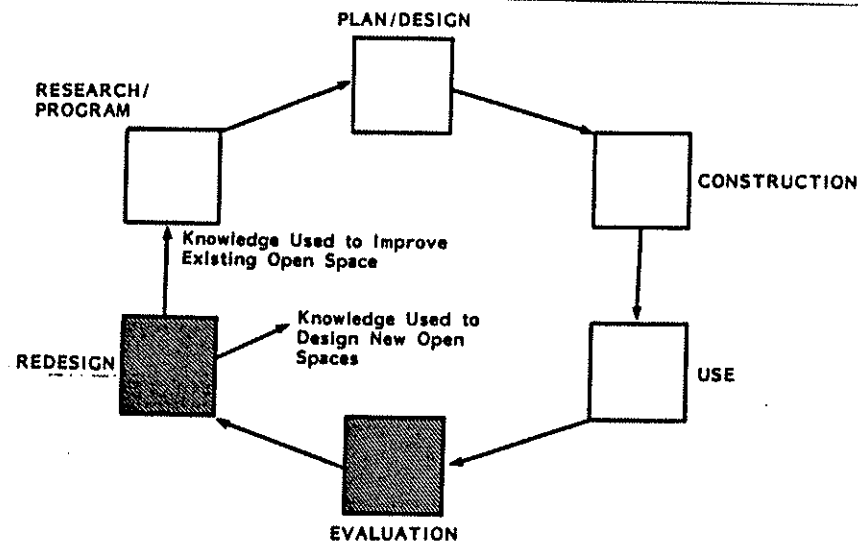 PLAN/DESIGN
RESEARCH/
PROGRAM
CONSTRUCTION
Knowledge Used to Improve
Existing Open Space
Knowledge Used to
Design New Open
Spaces
REDESIGN
USE
EVALUATION